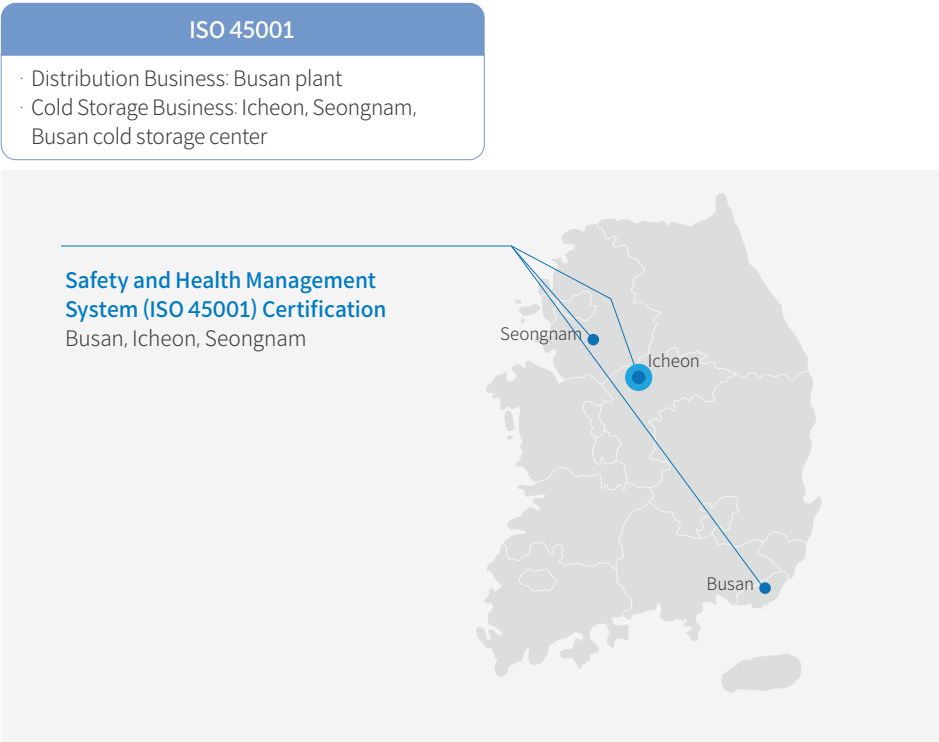 ISO 45001
· Distribution Business: Busan plant
· Cold Storage Business: Icheon, Seongnam,
Busan cold storage center
Safety and Health Management
System (ISO 45001) Certification
Busan, Icheon, Seongnam
Seongnam
Icheon
Busan